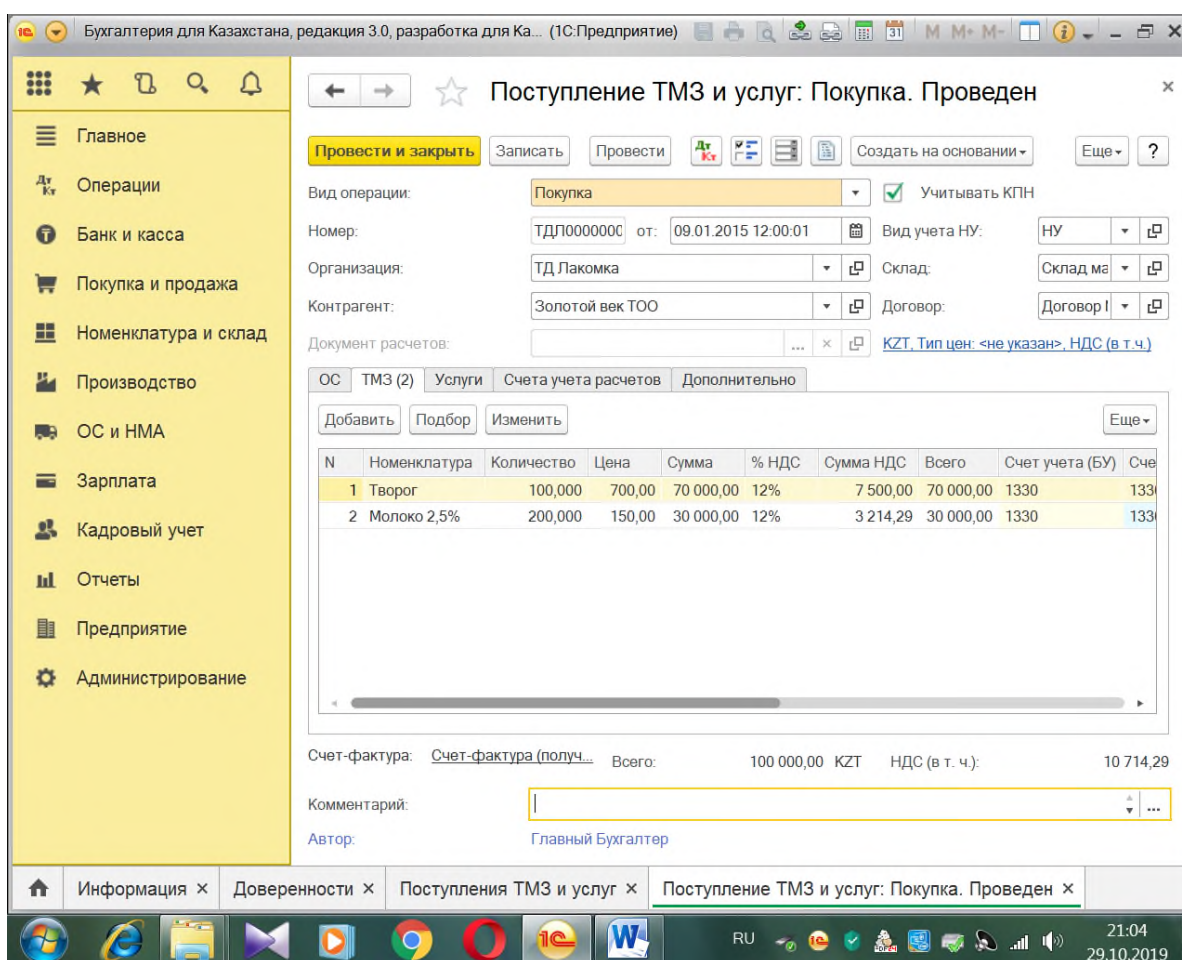 Бухгалтерия для Казахстана, редакция 3.0, разработка для Ка... (1С:Предприятие) M M+ M-
Главное
Операции
Банк и касса
Покупка и продажа
Номенклатура и склад
Производство
ОС и НМА
Зарплата
Кадровый учет
Отчеты
Предприятие
Администрирование
Поступление ТМЗ и услуг: Покупка. Проведен
Провести и закрыть Записать Провести Дт Кт Создать на основании Еще ?
Вид операции: Покупка Учитывать КПН
Номер: ТДЛ0000000 от: 09.01.2015 12:00:01 Вид учета НУ: НУ
Организация: ТД Лакомка Склад: Склад ма
Контрагент: Золотой век ТОО Договор: Договор
Документ расчетов: ... KZT, Тип цен: <не указан>, НДС (в т.ч.)
ОС ТМЗ (2) Услуги Счета учета расчетов Дополнительно
Добавить Подбор Изменить Еще
N Номенклатура Количество Цена Сумма % НДС Сумма НДС Всего Счет учета (БУ) Сче
1 Творог 100,000 700,00 70 000,00 12% 7 500,00 70 000,00 1330 1330
2 Молоко 2,5% 200,000 150,00 30 000,00 12% 3 214,29 30 000,00 1330 1330
Счет-фактура: Счет-фактура (получ... Всего: 100 000,00 KZT НДС (в т. ч.): 10 714,29
Комментарий: ...
Автор: Главный Бухгалтер
Информация × Доверенности × Поступления ТМЗ и услуг × Поступление ТМЗ и услуг: Покупка. Проведен ×
RU 21:04
29.10.2019